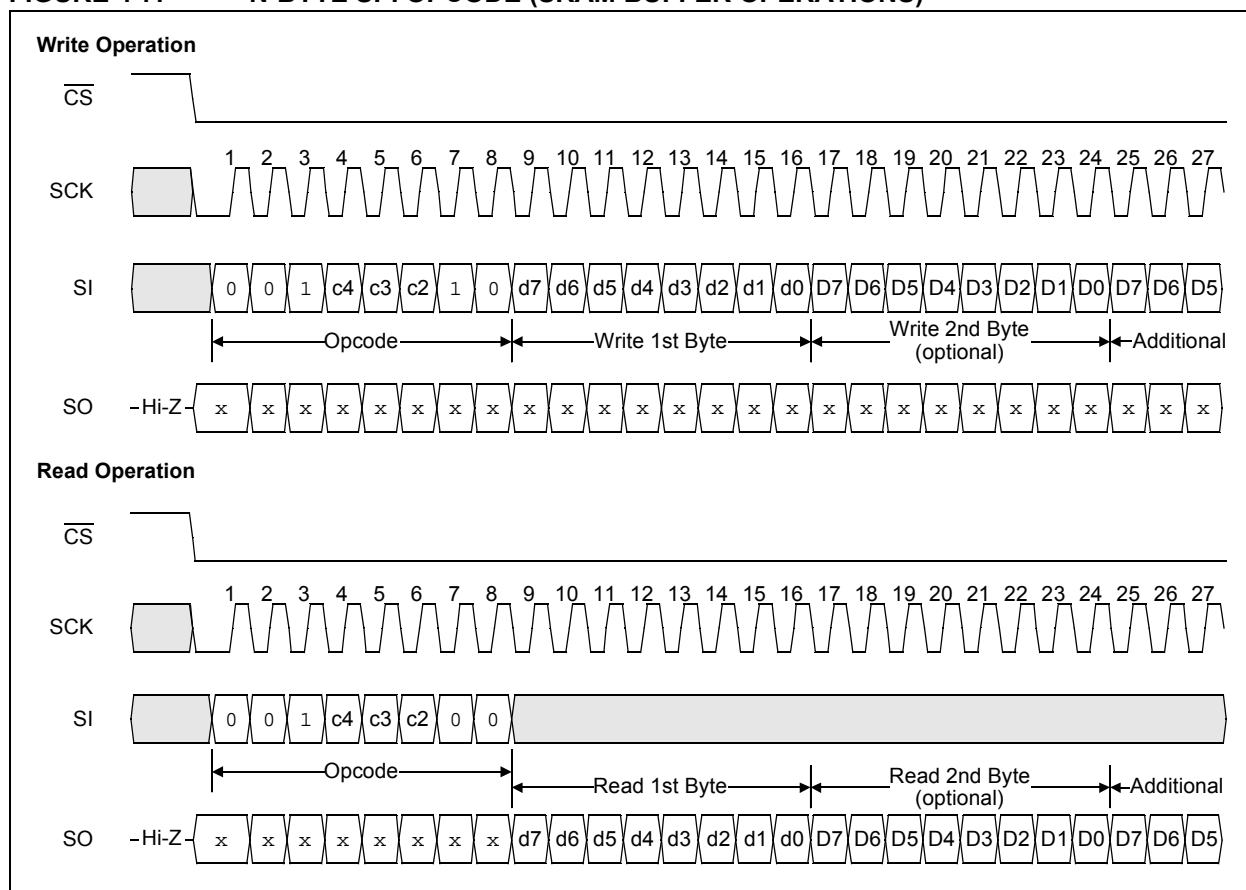 Write Operation
CS
1 2 3 4 5 6 7 8 9 10 11 12 13 14 15 16 17 18 19 20 21 22 23 24 25 26 27
SCK
SI 0 0 1 c4 c3 c2 1 0 d7 d6 d5 d4 d3 d2 d1 d0 D7 D6 D5 D4 D3 D2 D1 D0 D7 D6 D5
Opcode Write 1st Byte Write 2nd Byte Additional
(optional)
SO Hi-Z x x x x x x x x x x x x x x x x x x x x x x x x x x x
Read Operation
CS
1 2 3 4 5 6 7 8 9 10 11 12 13 14 15 16 17 18 19 20 21 22 23 24 25 26 27
SCK
SI 0 0 1 c4 c3 c2 0 0
Opcode Read 1st Byte Read 2nd Byte Additional
(optional)
SO Hi-Z x x x x x x x x d7 d6 d5 d4 d3 d2 d1 d0 D7 D6 D5 D4 D3 D2 D1 D0 D7 D6 D5